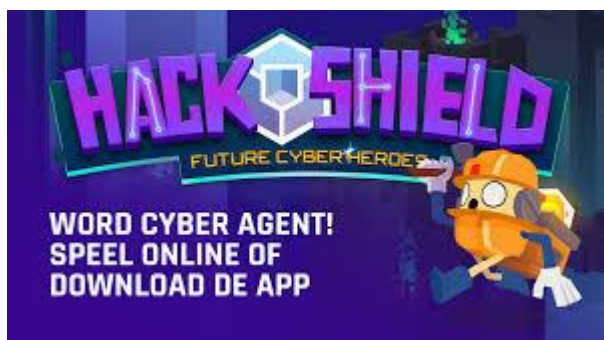 HACK SHIELD
FUTURE CYBER HEROES
WORD CYBER AGENT!
SPEEL ONLINE OF
DOWNLOAD DE APP